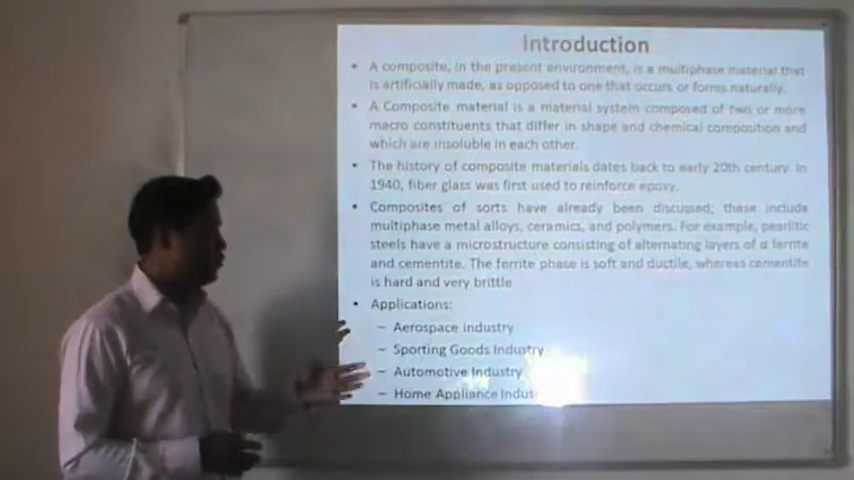 Introduction
• A composite, in the present environment, is a multiphase material that
is artificially made, as opposed to one that occurs or forms naturally.
• A Composite material is a material system composed of two or more
macro constituents that differ in shape and chemical composition and
which are insoluble in each other.
• The history of composite materials dates back to early 20th century. In
1940, fiber glass was first used to reinforce epoxy.
• Composites of sorts have already been discussed; these include
multiphase metal alloys, ceramics, and polymers. For example, pearlitic
steels have a microstructure consisting of alternating layers of α ferrite
and cementite. The ferrite phase is soft and ductile, whereas cementite
is hard and very brittle
• Applications:
– Aerospace industry
– Sporting Goods Industry
– Automotive Industry
– Home Appliance Indus